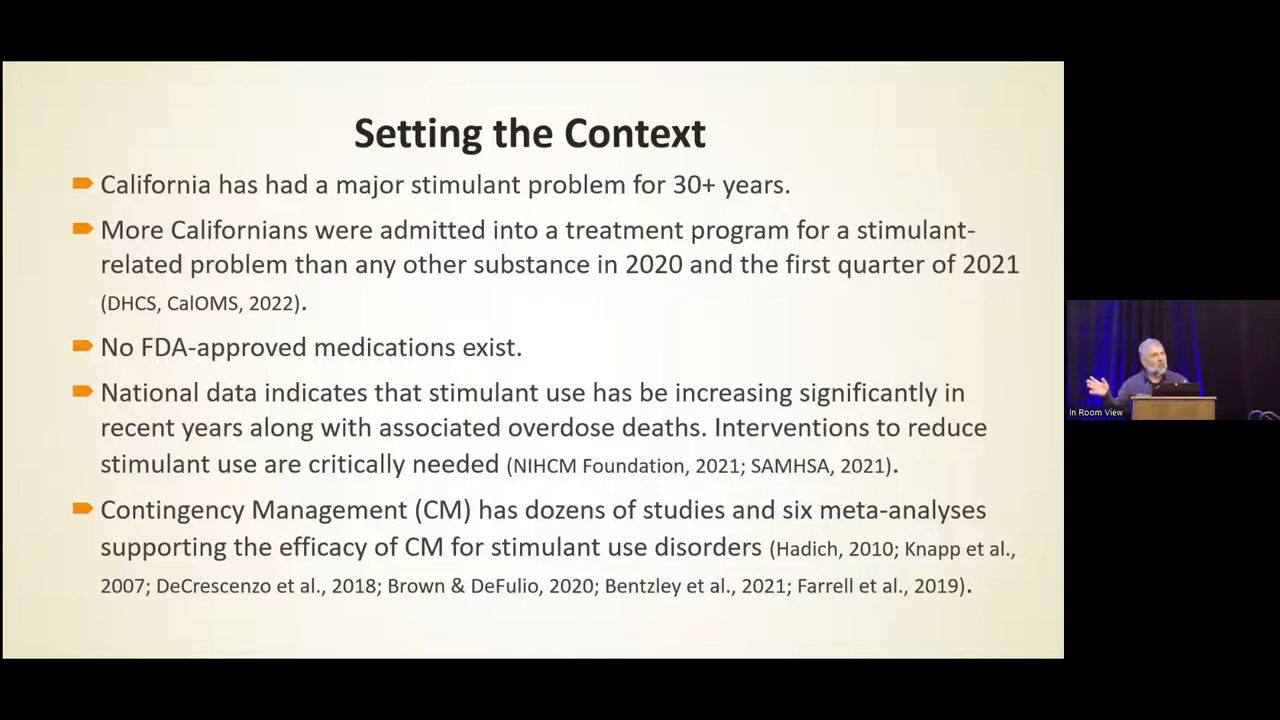 Setting the Context
California has had a major stimulant problem for 30+ years.
More Californians were admitted into a treatment program for a stimulant-
related problem than any other substance in 2020 and the first quarter of 2021
(DHCS, CalOMS, 2022).
No FDA-approved medications exist.
National data indicates that stimulant use has be increasing significantly in
recent years along with associated overdose deaths. Interventions to reduce
stimulant use are critically needed (NIHCM Foundation, 2021; SAMHSA, 2021).
Contingency Management (CM) has dozens of studies and six meta-analyses
supporting the efficacy of CM for stimulant use disorders (Hadich, 2010; Knapp et al.,
2007; DeCrescenzo et al., 2018; Brown & DeFulio, 2020; Bentzley et al., 2021; Farrell et al., 2019).
In Room View